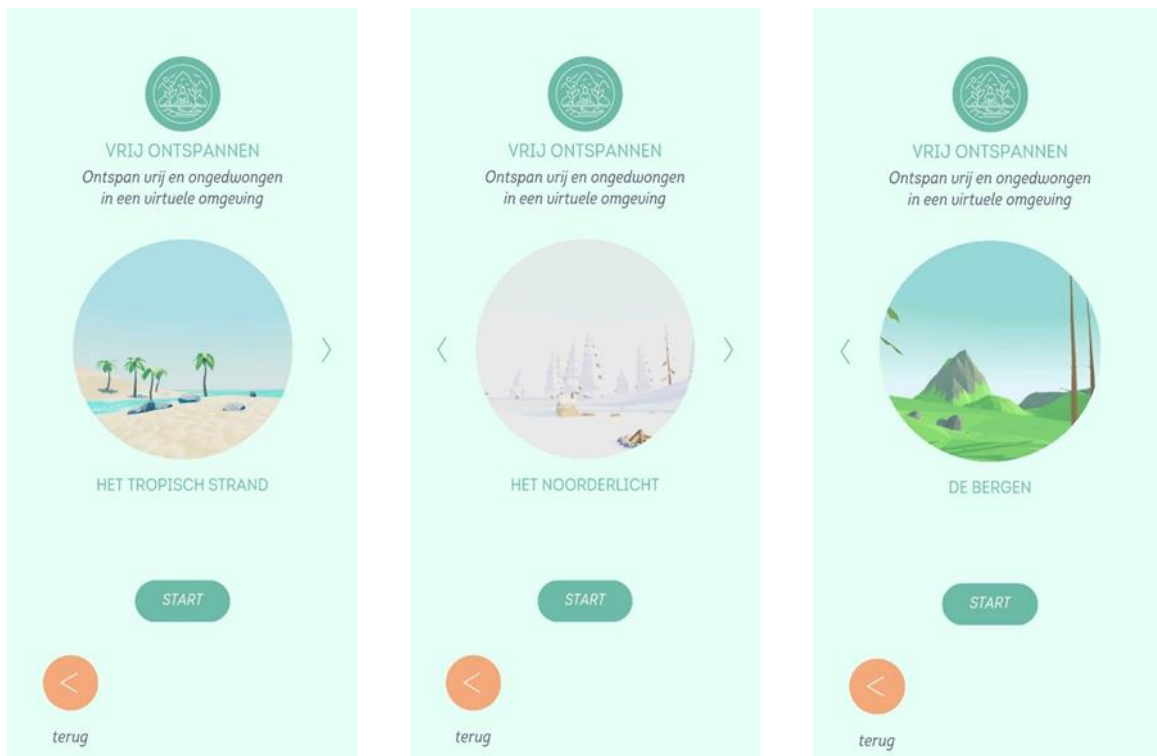 VRIJ ONTSPANNEN
Ontspan vrij en ongedwongen
in een virtuele omgeving
HET TROPISCH STRAND
START
<
terug
VRIJ ONTSPANNEN
Ontspan vrij en ongedwongen
in een virtuele omgeving
HET NOORDERLICHT
START
<
terug
VRIJ ONTSPANNEN
Ontspan vrij en ongedwongen
in een virtuele omgeving
DE BERGEN
START
<
terug